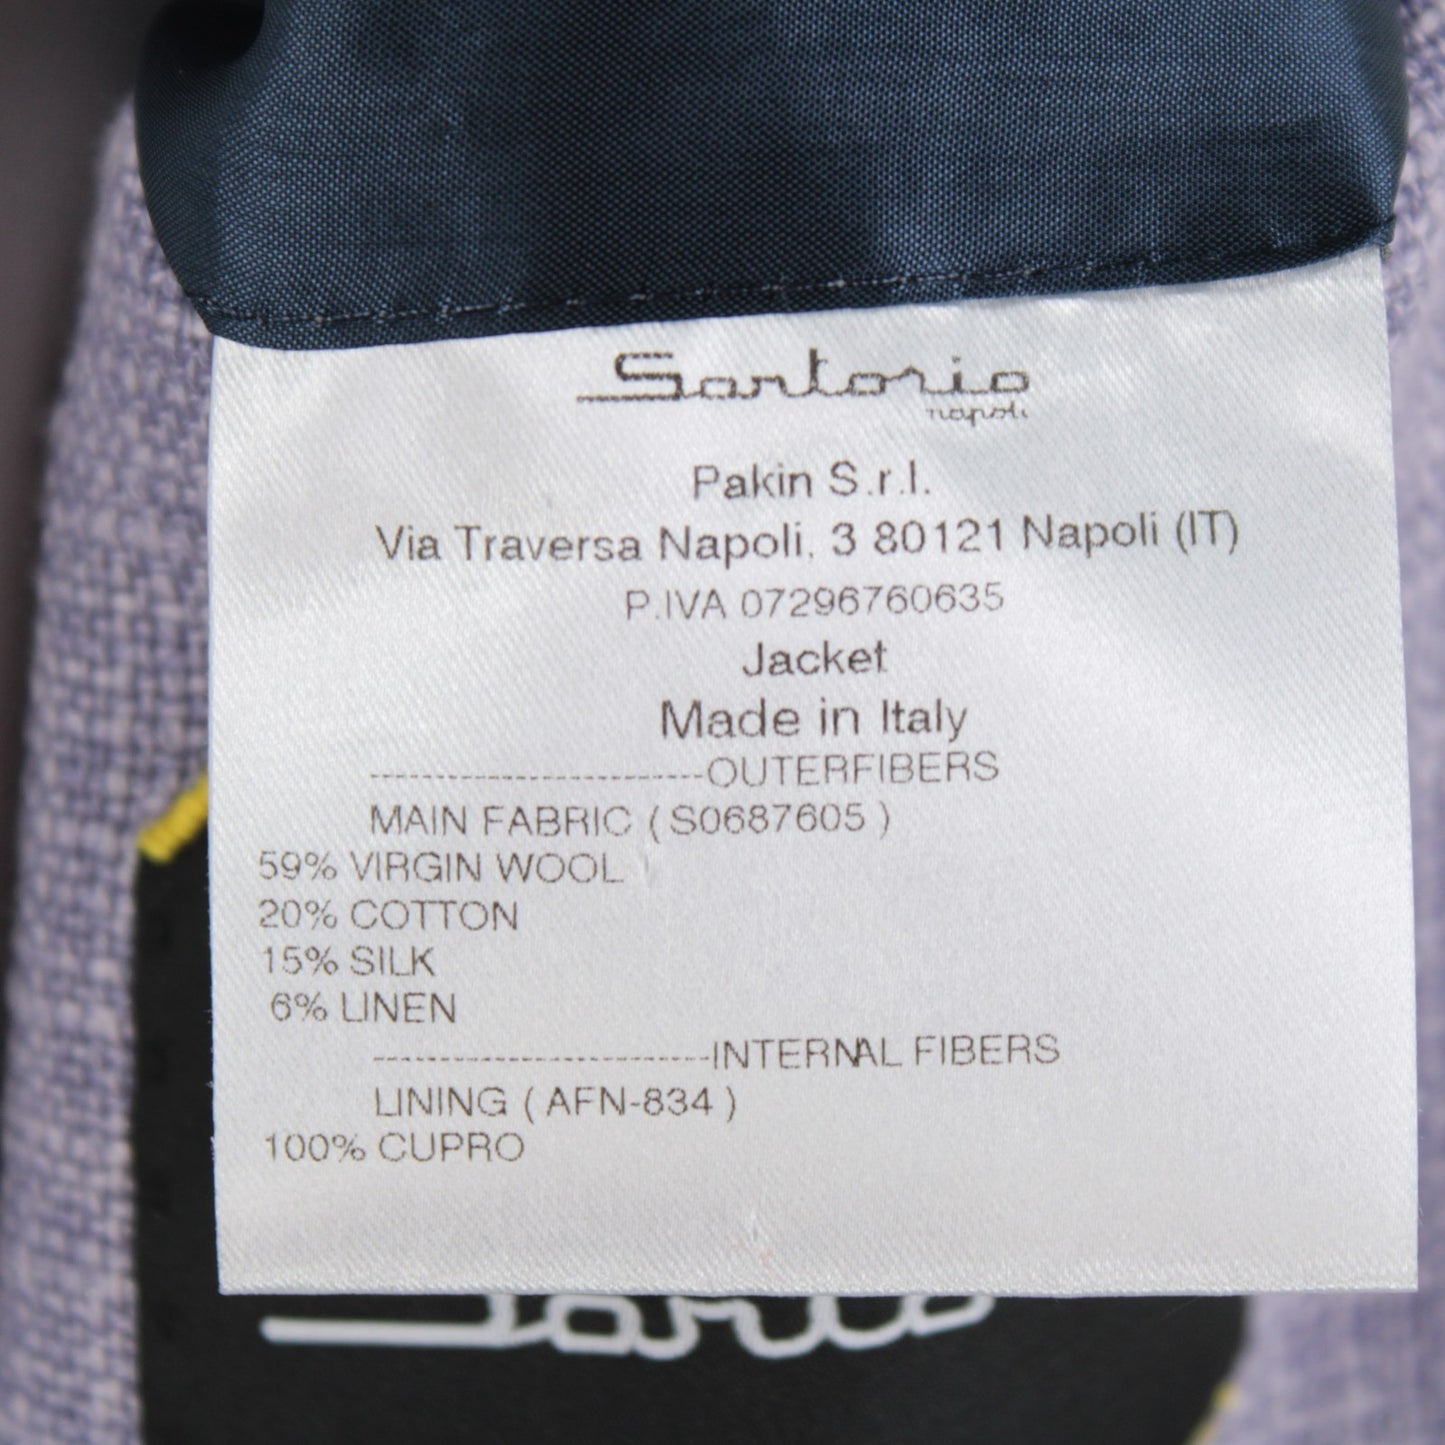 Sartorio
napoli
Pakin S.r.l.
Via Traversa Napoli, 3 80121 Napoli (IT)
P.IVA 07296760635
Jacket
Made in Italy
-------------------------OUTERFIBERS
MAIN FABRIC ( S0687605 )
59% VIRGIN WOOL
20% COTTON
15% SILK
6% LINEN
-------------------------INTERNAL FIBERS
LINING ( AFN-834 )
100% CUPRO